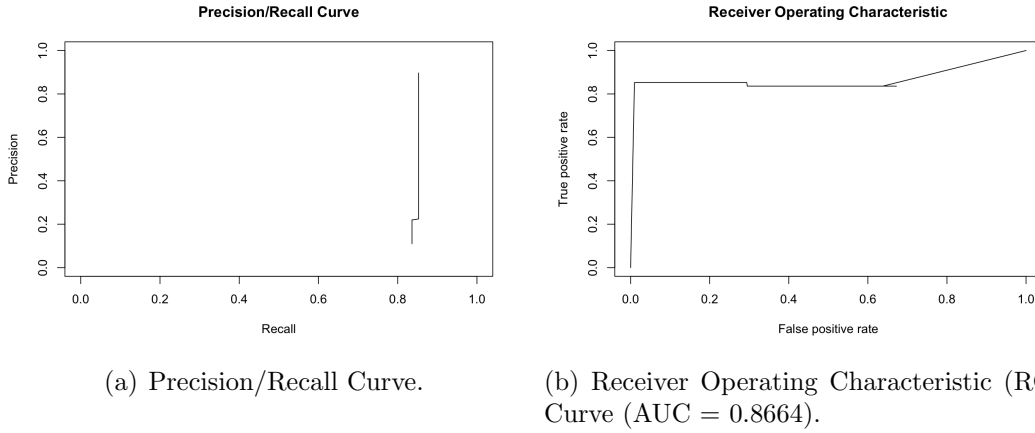 Precision/Recall Curve
Precision
0.0 0.2 0.4 0.6 0.8 1.0
0.0 0.2 0.4 0.6 0.8 1.0
Recall
(a) Precision/Recall Curve.
Receiver Operating Characteristic
True positive rate
0.0 0.2 0.4 0.6 0.8 1.0
0.0 0.2 0.4 0.6 0.8 1.0
False positive rate
(b) Receiver Operating Characteristic
Curve (AUC = 0.8664).